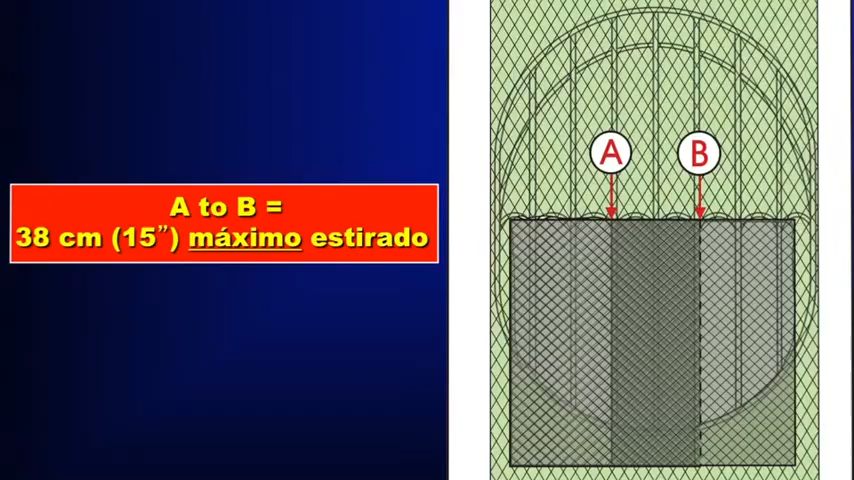 A to B =
38 cm (15”) máximo estirado
A B